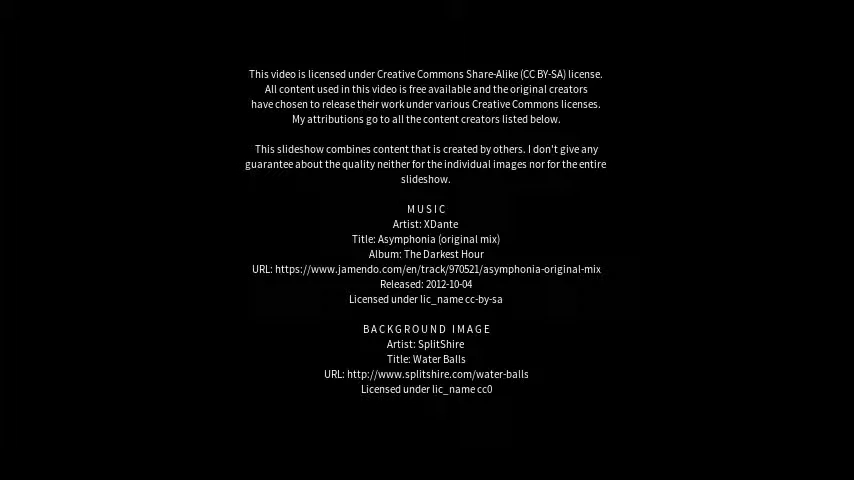 This video is licensed under Creative Commons Share-Alike (CC BY-SA) license.
All content used in this video is free available and the original creators
have chosen to release their work under various Creative Commons licenses.
My attributions go to all the content creators listed below.
This slideshow combines content that is created by others. I don't give any
guarantee about the quality neither for the individual images nor for the entire
slideshow.
MUSIC
Artist: XDante
Title: Asymphonia (original mix)
Album: The Darkest Hour
URL: https://www.jamendo.com/en/track/970521/asymphonia-original-mix
Released: 2012-10-04
Licensed under lic_name cc-by-sa
BACKGROUND IMAGE
Artist: SplitShire
Title: Water Balls
URL: http://www.splitshire.com/water-balls
Licensed under lic_name cc0